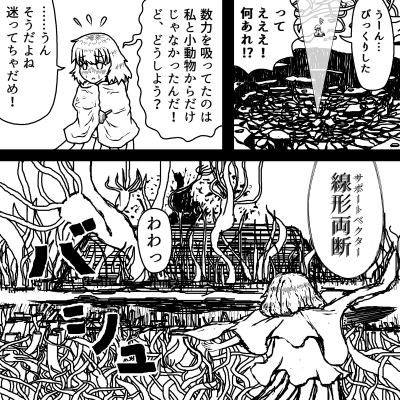 うーん…
びっくりした
って
えええ!
何あれ!?
数力を吸ってたのは
私と小動物からだけ
じゃなかったんだ!
ど、どうしよう?
……うん
そうだよね
迷ってちゃだめ!
サポートベクター
線形両断
わわっ
バ
シュ